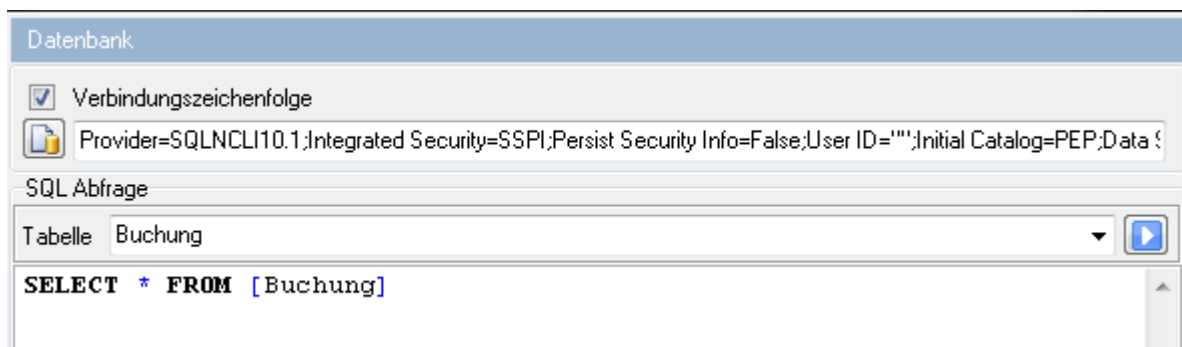 Datenbank
Verbindungszeichenfolge
Provider=SQLNCLI10.1;Integrated Security=SSPI;Persist Security Info=False;User ID="";Initial Catalog=PEP;Data
SQL Abfrage
Tabelle Buchung
SELECT * FROM [Buchung]